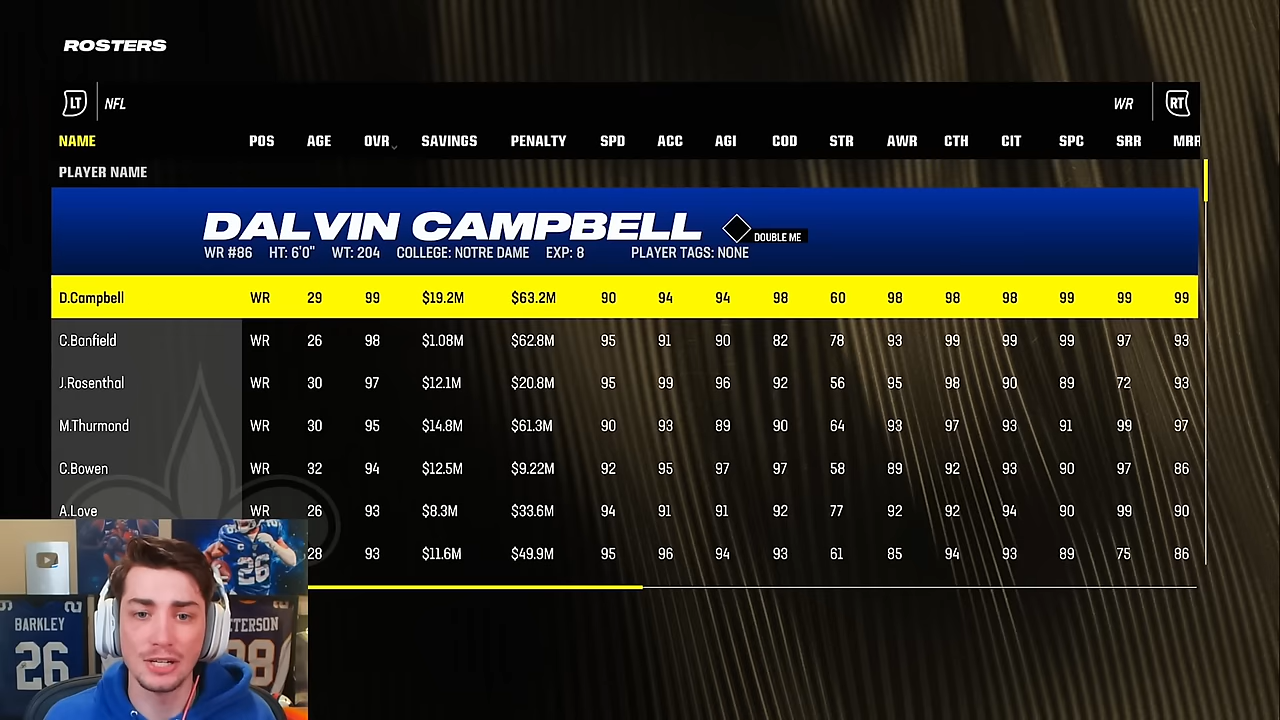 ROSTERS
LT NFL WR RT
NAME POS AGE OVR SAVINGS PENALTY SPD ACC AGI COD STR AWR CTH CIT SPC SRR MRR
PLAYER NAME
DALVIN CAMPBELL DOUBLE ME
WR #86 HT: 6'0" WT: 204 COLLEGE: NOTRE DAME EXP: 8 PLAYER TAGS: NONE
D.Campbell WR 29 99 $19.2M $63.2M 90 94 94 98 60 98 98 98 99 99 99
C.Banfield WR 26 98 $1.08M $62.8M 95 91 90 82 78 93 99 99 99 97 93
J.Rosenthal WR 30 97 $12.1M $20.8M 95 99 96 92 56 95 98 90 89 72 93
M.Thurmond WR 30 95 $14.8M $61.3M 90 93 89 90 64 93 97 93 91 99 97
C.Bowen WR 32 94 $12.5M $9.22M 92 95 97 97 58 89 92 93 90 97 86
A.Love WR 26 93 $8.3M $33.6M 94 91 91 92 77 92 92 94 90 99 90
28 93 $11.6M $49.9M 95 96 94 93 61 85 94 93 89 75 86
26
BARKLEY
26
TERSON